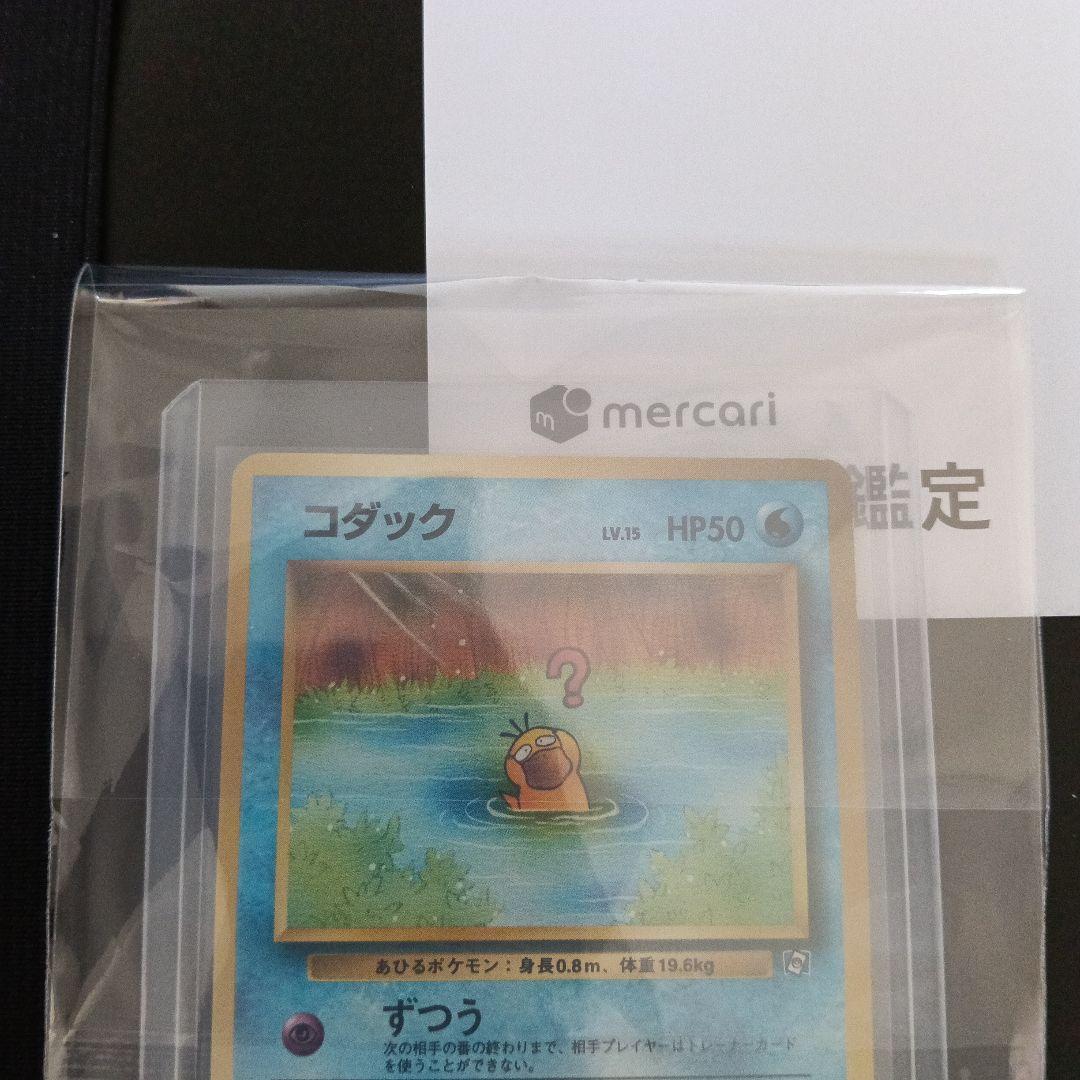 mercari
鑑定
コダック LV.15 HP50
?
あひるポケモン：身長0.8m、体重19.6kg
ずつう
次の相手の番の終わりまで、相手プレイヤーはトレーナーカード
を使うことができない。